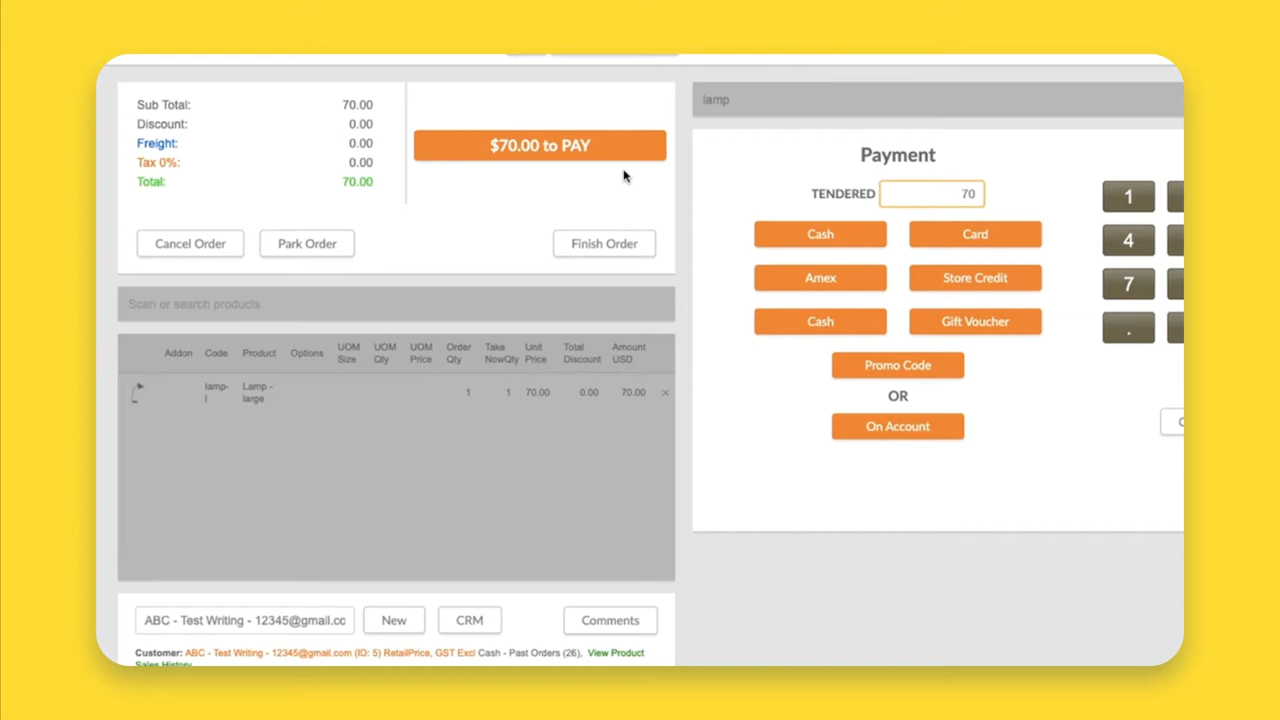 Sub Total: 70.00
Discount: 0.00
Freight: 0.00
Tax 0%: 0.00
Total: 70.00
$70.00 to PAY
Cancel Order
Park Order
Finish Order
Scan or search products
Addon Code Product Options UOM Size UOM Qty UOM Price Order Qty Take NowQty Unit Price Total Discount Amount USD
lamp-l Lamp - large 1 1 70.00 0.00 70.00 ×
ABC - Test Writing - 12345@gmail.co
New
CRM
Comments
Customer: ABC - Test Writing - 12345@gmail.com (ID: 5) RetailPrice, GST Excl Cash - Past Orders (26), View Product
Sales History
lamp
Payment
TENDERED 70
Cash Card
Amex Store Credit
Cash Gift Voucher
Promo Code
OR
On Account
1
4
7
.